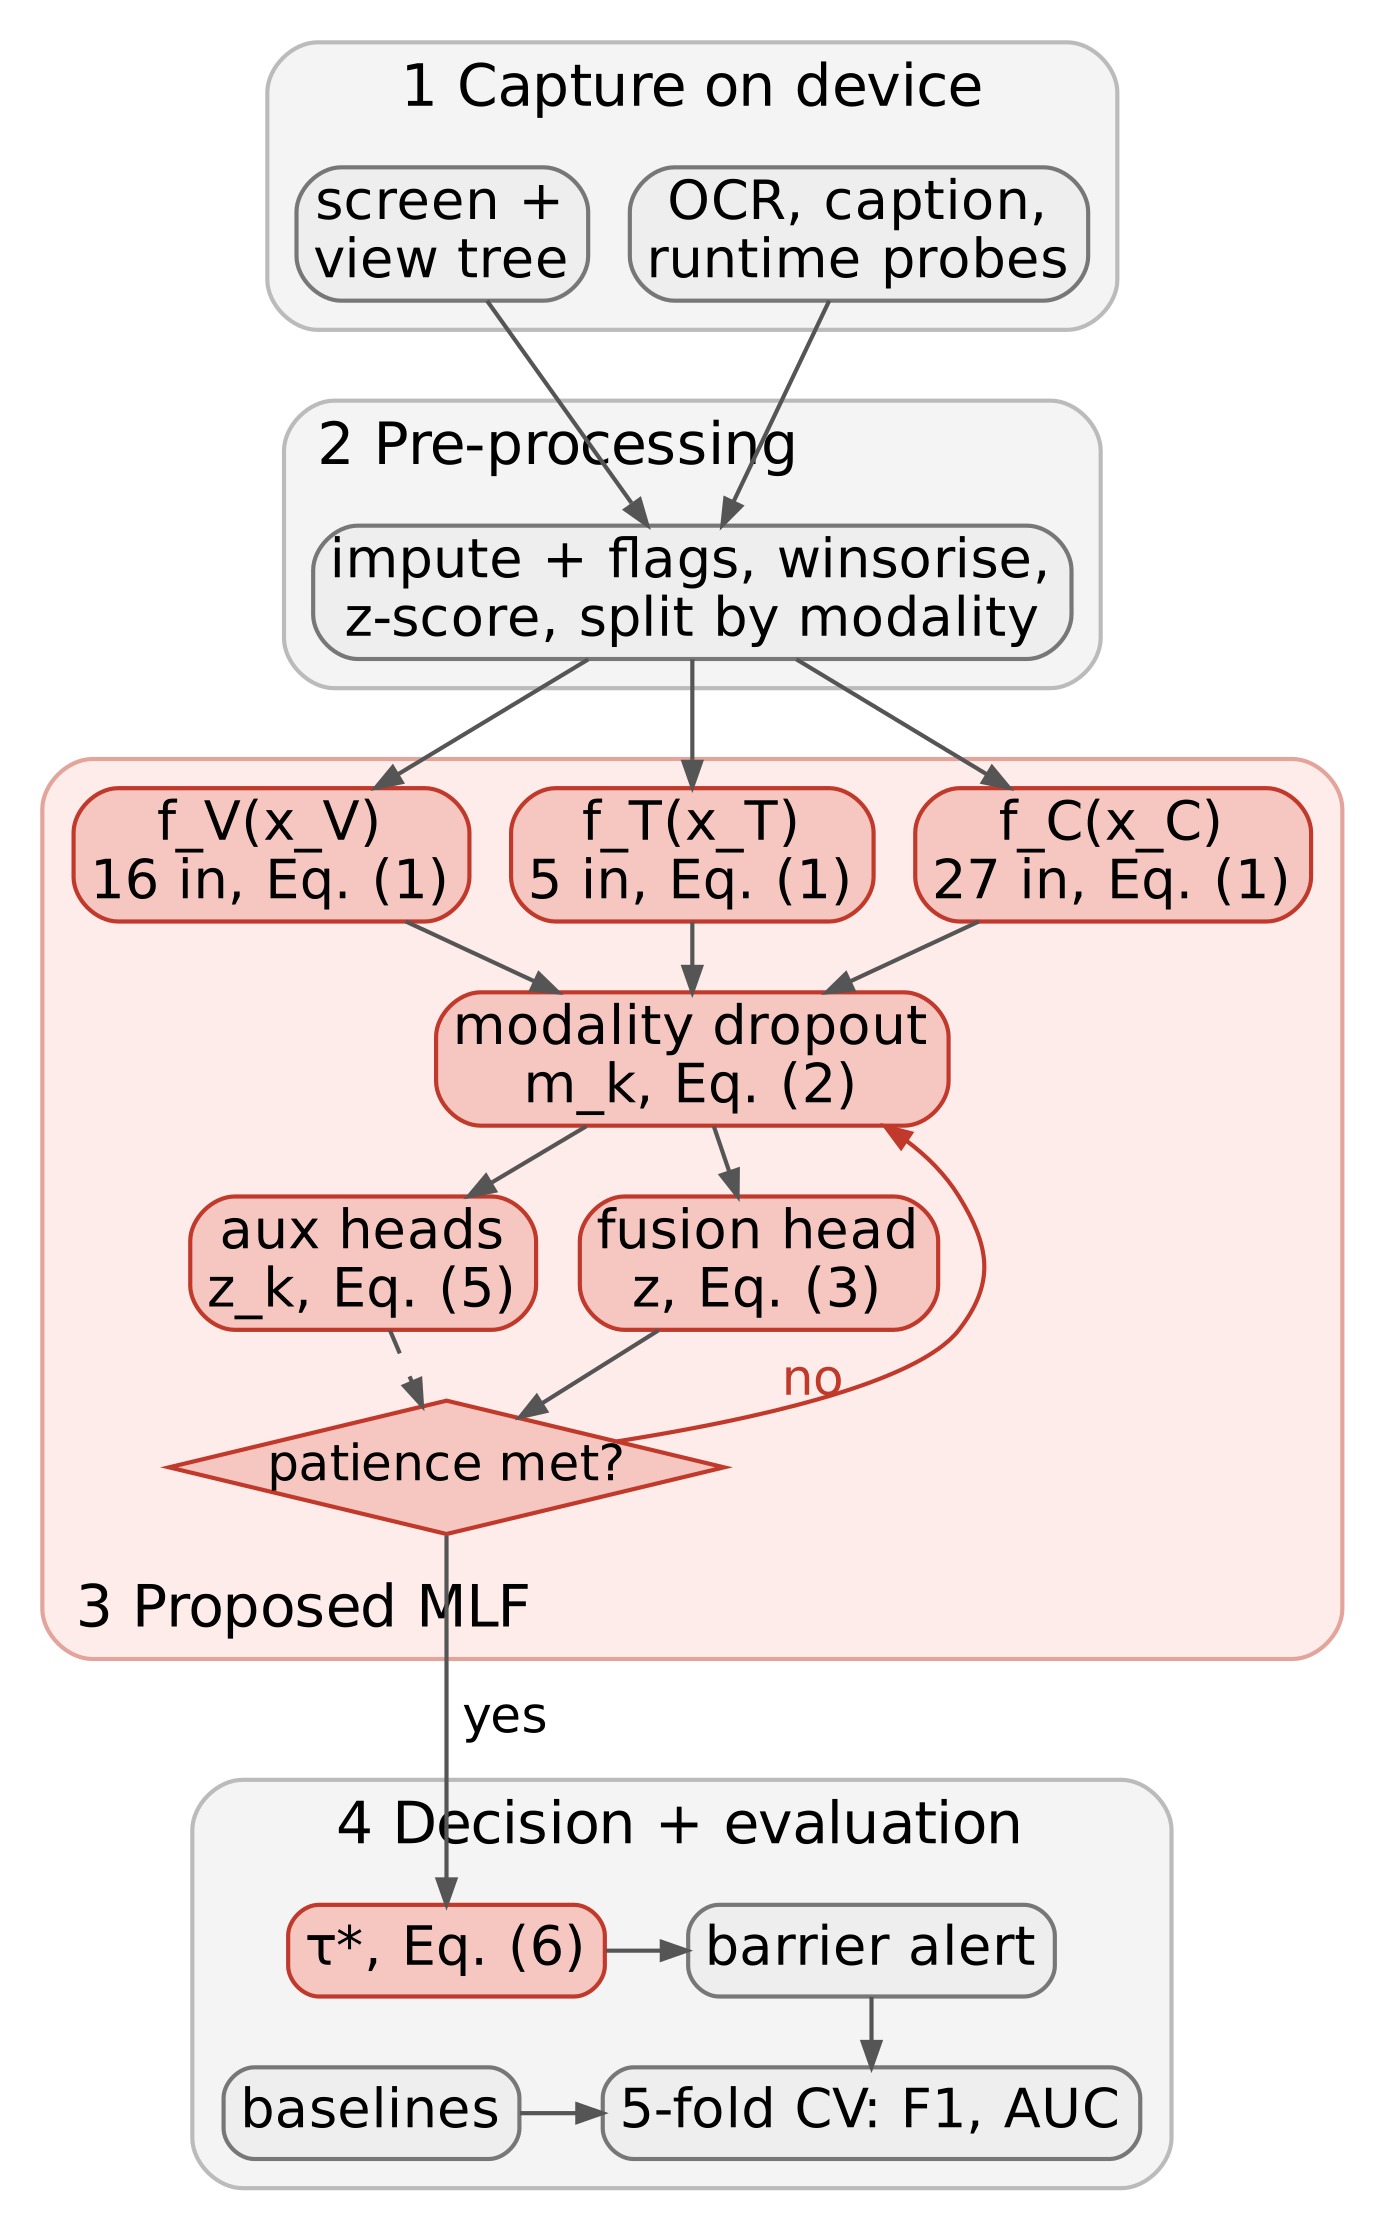 1 Capture on device
screen +
view tree
OCR, caption,
runtime probes
2 Pre-processing
impute + flags, winsorise,
z-score, split by modality
f_V(x_V)
16 in, Eq. (1)
f_T(x_T)
5 in, Eq. (1)
f_C(x_C)
27 in, Eq. (1)
modality dropout
m_k, Eq. (2)
aux heads
z_k, Eq. (5)
fusion head
z, Eq. (3)
no
patience met?
3 Proposed MLF
yes
4 Decision + evaluation
τ*, Eq. (6)
barrier alert
baselines
5-fold CV: F1, AUC